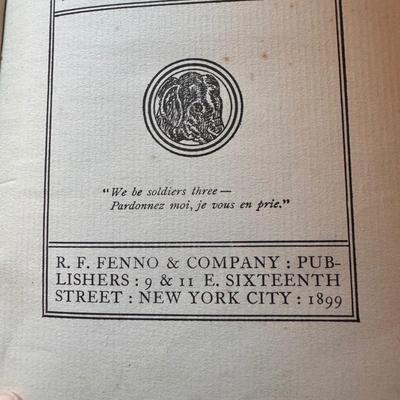 "We be soldiers three—
Pardonnez moi, je vous en prie."
R. F. FENNO & COMPANY : PUB-
LISHERS : 9 & 11 E. SIXTEENTH
STREET : NEW YORK CITY : 1899